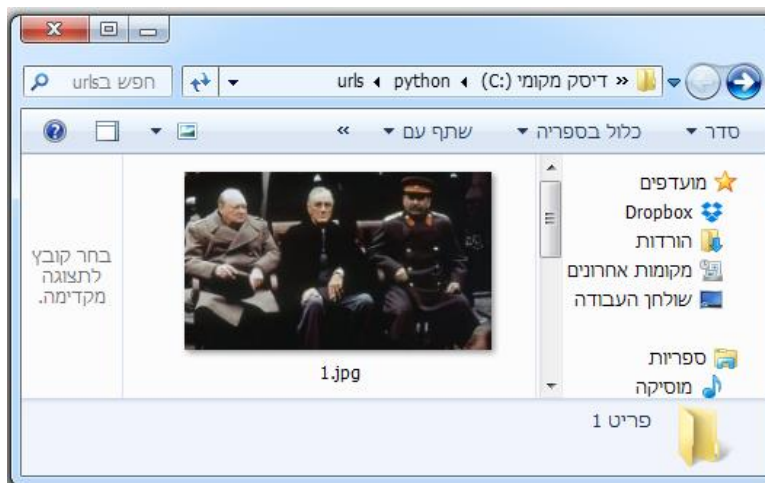 דיסק מקומי (C:) python urls
חפש בurls
סדר
כלול בספריה
שתף עם
»
מועדפים
Dropbox
הורדות
מקומות אחרונים
שולחן העבודה
ספריות
מוסיקה
1.jpg
בחר קובץ
לתצוגה
מקדימה.
פריט 1